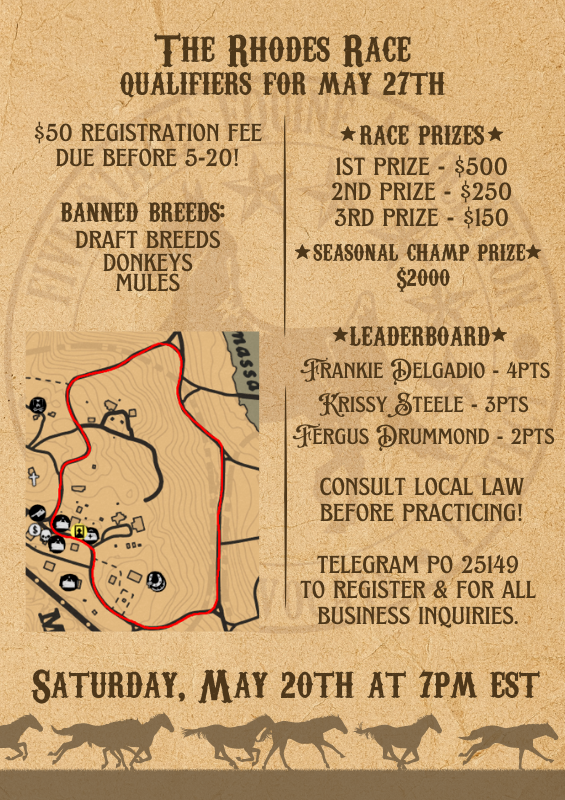 THE RHODES RACE
QUALIFIERS FOR MAY 27TH
$50 REGISTRATION FEE
DUE BEFORE 5-20!
BANNED BREEDS:
DRAFT BREEDS
DONKEYS
MULES
★RACE PRIZES★
1ST PRIZE - $500
2ND PRIZE - $250
3RD PRIZE - $150
★SEASONAL CHAMP PRIZE★
$2000
★LEADERBOARD★
FRANKIE DELGADIO - 4PTS
KRISSY STEELE - 3PTS
FERGUS DRUMMOND - 2PTS
CONSULT LOCAL LAW
BEFORE PRACTICING!
TELEGRAM PO 25149
TO REGISTER & FOR ALL
BUSINESS INQUIRIES.
massa
SATURDAY, MAY 20TH AT 7PM EST